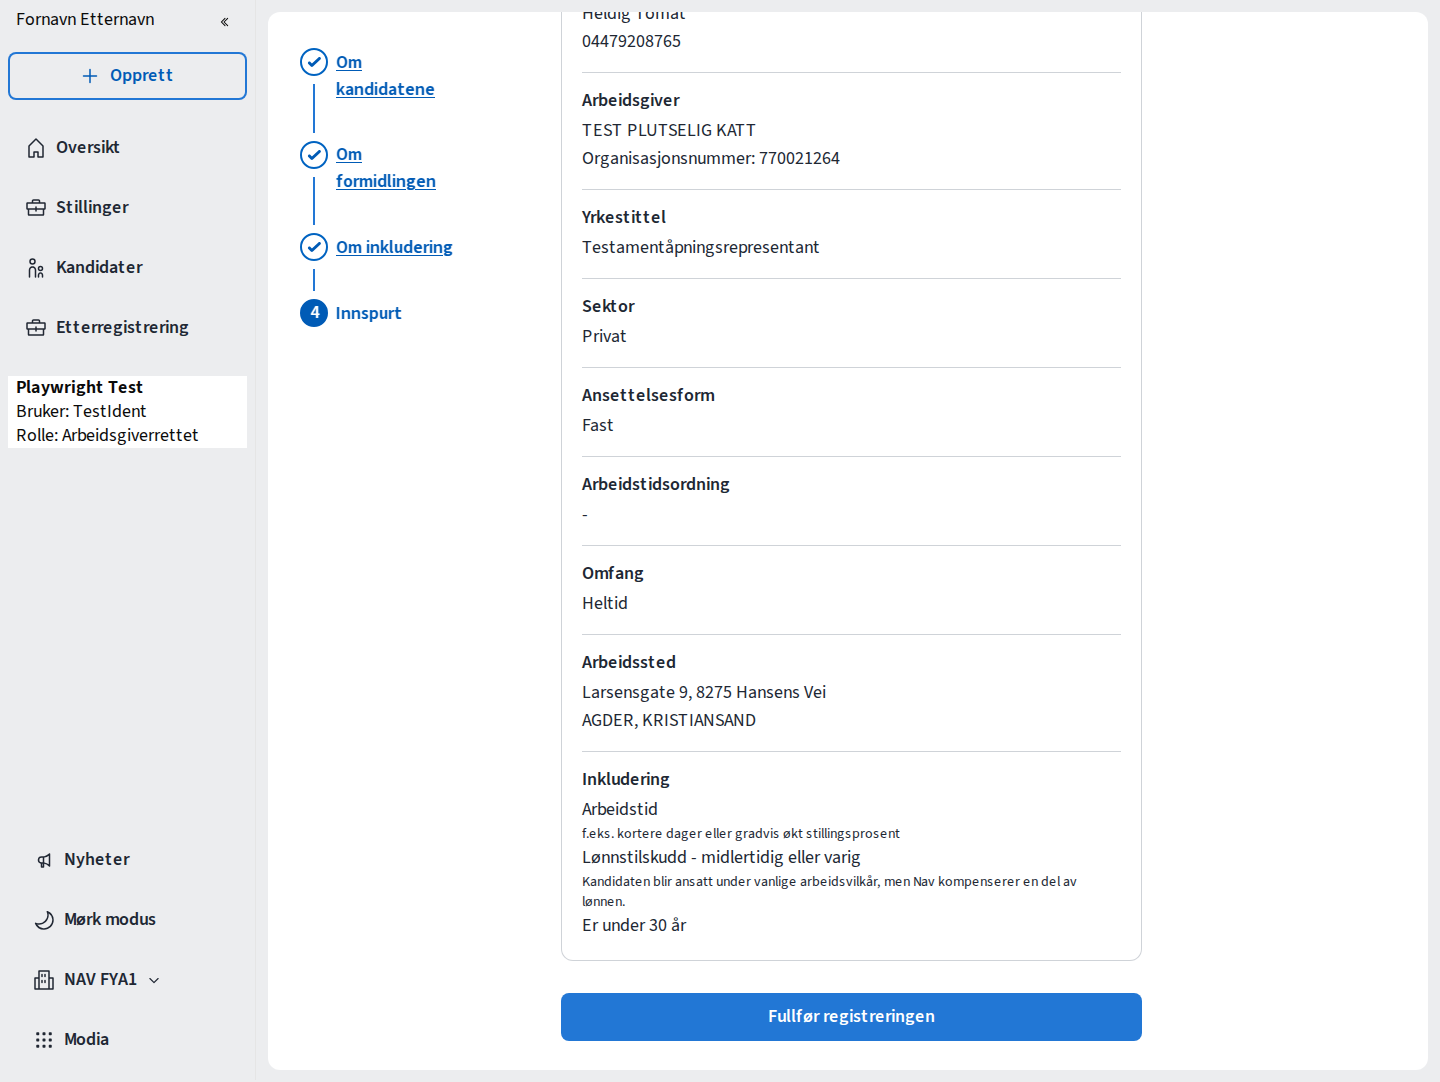 Fornavn Etternavn
Opprett
Oversikt
Stillinger
Kandidater
Etterregistrering
Playwright Test
Bruker: TestIdent
Rolle: Arbeidsgiverrettet
Nyheter
Mørk modus
NAV FYA1
Modia
Om
kandidatene
Om
formidlingen
Om inkludering
4 Innspurt
Heldig Tomat
04479208765
Arbeidsgiver
TEST PLUTSELIG KATT
Organisasjonsnummer: 770021264
Yrkestittel
Testamentåpningsrepresentant
Sektor
Privat
Ansettelsesform
Fast
Arbeidstidsordning
-
Omfang
Heltid
Arbeidssted
Larsensgate 9, 8275 Hansens Vei
AGDER, KRISTIANSAND
Inkludering
Arbeidstid
f.eks. kortere dager eller gradvis økt stillingsprosent
Lønnstilskudd - midlertidig eller varig
Kandidaten blir ansatt under vanlige arbeidsvilkår, men Nav kompenserer en del av
lønnen.
Er under 30 år
Fullfør registreringen